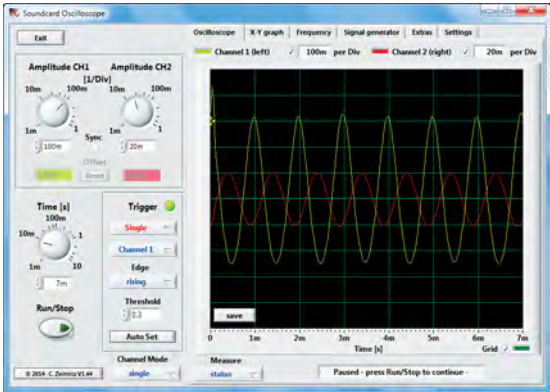 Soundcard Oscilloscope
Exit
Oscilloscope X-Y graph Frequency Signal generator Extras Settings
Channel 1 (left) ✓ 100m per Div Channel 2 (right) ✓ 20m per Div
Amplitude CH1 Amplitude CH2
[1/Div]
10m 100m 10m 100m
1m 1 1m 1
Sync
100m 20m
Offset
Reset
Time [s]
100m
10m 1
1m 10
7m
Run/Stop
Trigger
Single
Channel 1
Edge
rising
Threshold
0.3
Auto Set
Channel Mode
single
© 2014 C. Zeitnitz V1.44
save
0 1m 2m 3m 4m 5m 6m 7m
Time [s] Grid ✓
Measure
status
Paused - press Run/Stop to continue